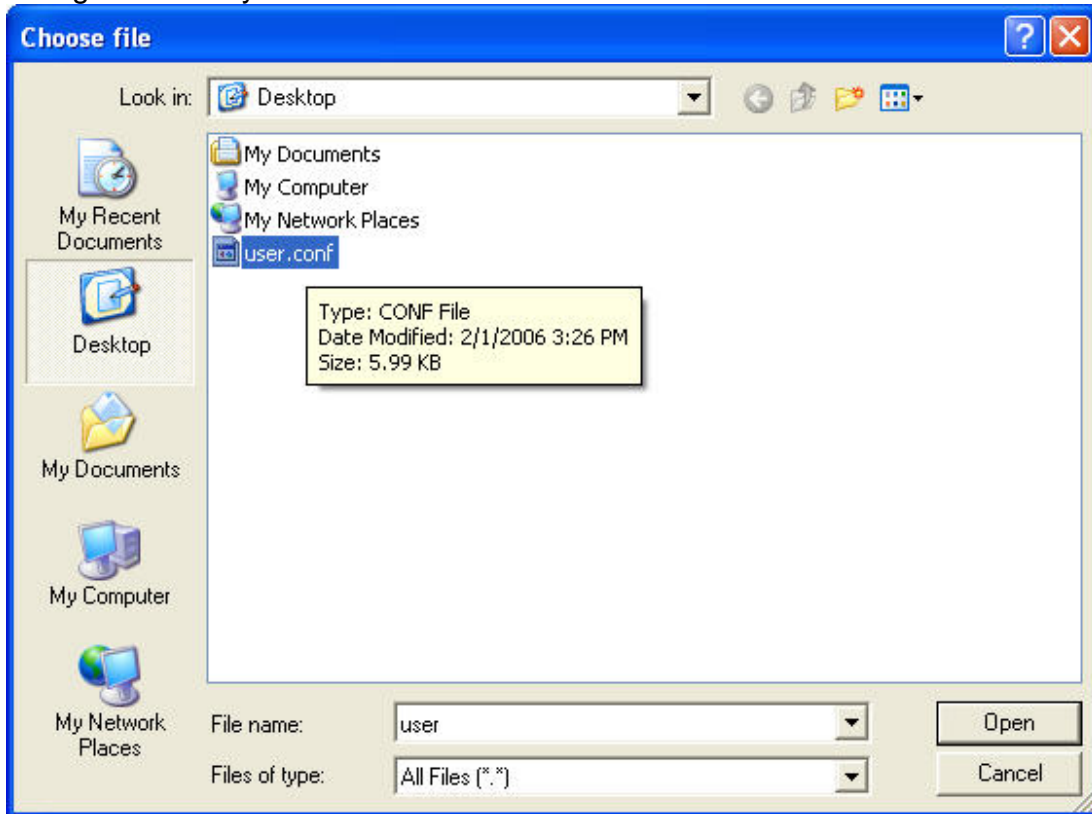 Choose file
Look in:
Desktop
My Documents
My Computer
My Network Places
user.conf
Type: CONF File
Date Modified: 2/1/2006 3:26 PM
Size: 5.99 KB
My Recent
Documents
Desktop
My Documents
My Computer
My Network
Places
File name:
user
Open
Files of type:
All Files (*.*)
Cancel